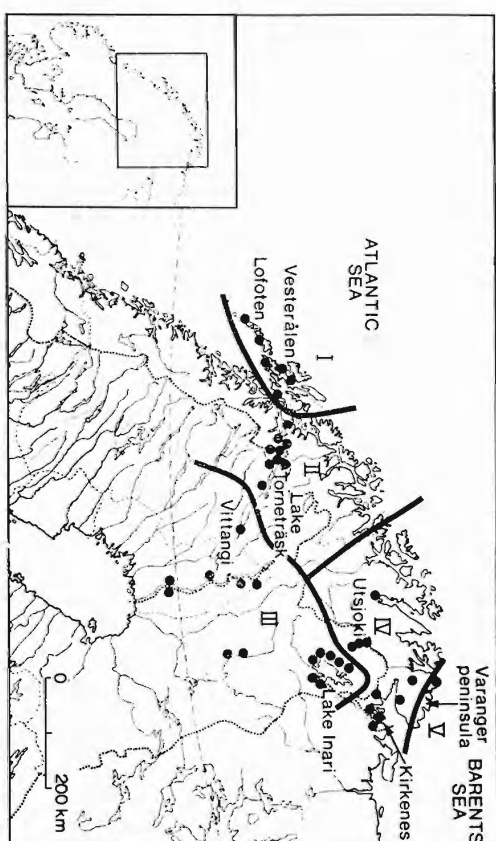 ATLANTIC
SEA
Vesterålen
Lofoten
I
II
Lake
Torneträsk
Vittangi
III
Utsjoki
IV
Lake Inari
Varanger
peninsula
V
BARENTS
SEA
Kirkenes
0
200 km